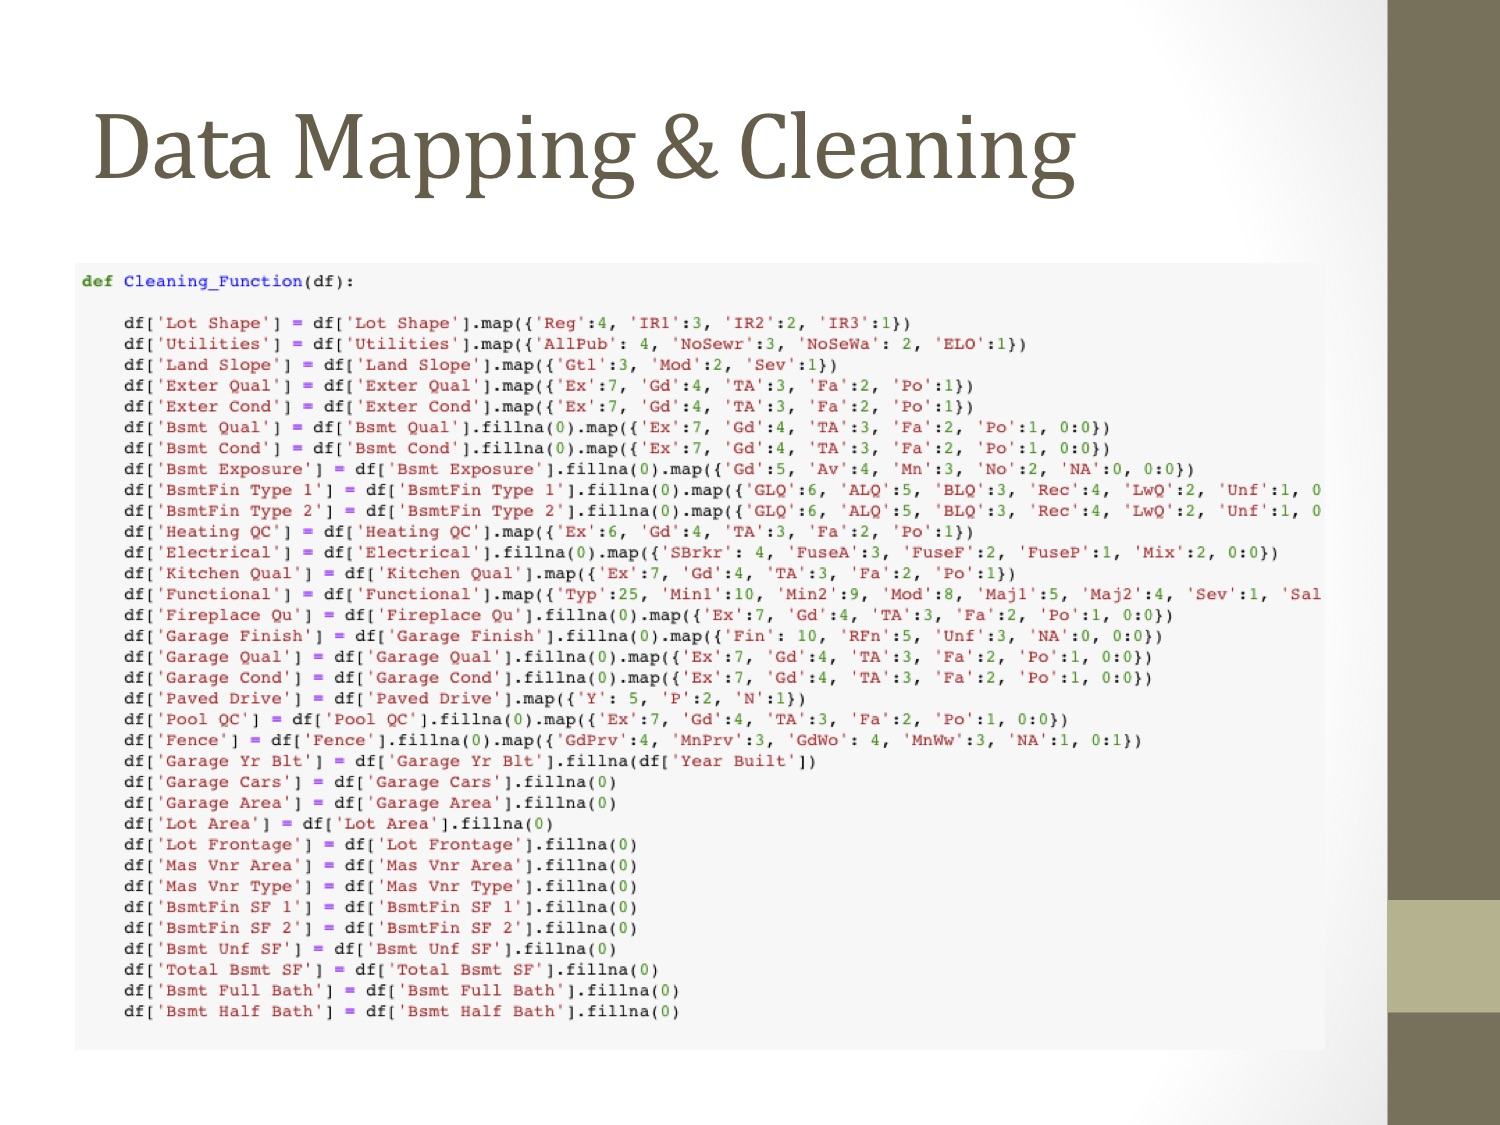 Data Mapping & Cleaning
def Cleaning_Function(df):
df['Lot Shape'] = df['Lot Shape'].map({'Reg':4, 'IR1':3, 'IR2':2, 'IR3':1})
df['Utilities'] = df['Utilities'].map({'AllPub': 4, 'NoSewr':3, 'NoSeWa': 2, 'ELO':1})
df['Land Slope'] = df['Land Slope'].map({'Gtl':3, 'Mod':2, 'Sev':1})
df['Exter Qual'] = df['Exter Qual'].map({'Ex':7, 'Gd':4, 'TA':3, 'Fa':2, 'Po':1})
df['Exter Cond'] = df['Exter Cond'].map({'Ex':7, 'Gd':4, 'TA':3, 'Fa':2, 'Po':1})
df['Bsmt Qual'] = df['Bsmt Qual'].fillna(0).map({'Ex':7, 'Gd':4, 'TA':3, 'Fa':2, 'Po':1, 0:0})
df['Bsmt Cond'] = df['Bsmt Cond'].fillna(0).map({'Ex':7, 'Gd':4, 'TA':3, 'Fa':2, 'Po':1, 0:0})
df['Bsmt Exposure'] = df['Bsmt Exposure'].fillna(0).map({'Gd':5, 'Av':4, 'Mn':3, 'No':2, 'NA':0, 0:0})
df['BsmtFin Type 1'] = df['BsmtFin Type 1'].fillna(0).map({'GLQ':6, 'ALQ':5, 'BLQ':3, 'Rec':4, 'LwQ':2, 'Unf':1, 0
df['BsmtFin Type 2'] = df['BsmtFin Type 2'].fillna(0).map({'GLQ':6, 'ALQ':5, 'BLQ':3, 'Rec':4, 'LwQ':2, 'Unf':1, 0
df['Heating QC'] = df['Heating QC'].map({'Ex':6, 'Gd':4, 'TA':3, 'Fa':2, 'Po':1})
df['Electrical'] = df['Electrical'].fillna(0).map({'SBrkr': 4, 'FuseA':3, 'FuseF':2, 'FuseP':1, 'Mix':2, 0:0})
df['Kitchen Qual'] = df['Kitchen Qual'].map({'Ex':7, 'Gd':4, 'TA':3, 'Fa':2, 'Po':1})
df['Functional'] = df['Functional'].map({'Typ':25, 'Min1':10, 'Min2':9, 'Mod':8, 'Maj1':5, 'Maj2':4, 'Sev':1, 'Sal
df['Fireplace Qu'] = df['Fireplace Qu'].fillna(0).map({'Ex':7, 'Gd':4, 'TA':3, 'Fa':2, 'Po':1, 0:0})
df['Garage Finish'] = df['Garage Finish'].fillna(0).map({'Fin': 10, 'RFn':5, 'Unf':3, 'NA':0, 0:0})
df['Garage Qual'] = df['Garage Qual'].fillna(0).map({'Ex':7, 'Gd':4, 'TA':3, 'Fa':2, 'Po':1, 0:0})
df['Garage Cond'] = df['Garage Cond'].fillna(0).map({'Ex':7, 'Gd':4, 'TA':3, 'Fa':2, 'Po':1, 0:0})
df['Paved Drive'] = df['Paved Drive'].map({'Y': 5, 'P':2, 'N':1})
df['Pool QC'] = df['Pool QC'].fillna(0).map({'Ex':7, 'Gd':4, 'TA':3, 'Fa':2, 'Po':1, 0:0})
df['Fence'] = df['Fence'].fillna(0).map({'GdPrv':4, 'MnPrv':3, 'GdWo': 4, 'MnWw':3, 'NA':1, 0:1})
df['Garage Yr Blt'] = df['Garage Yr Blt'].fillna(df['Year Built'])
df['Garage Cars'] = df['Garage Cars'].fillna(0)
df['Garage Area'] = df['Garage Area'].fillna(0)
df['Lot Area'] = df['Lot Area'].fillna(0)
df['Lot Frontage'] = df['Lot Frontage'].fillna(0)
df['Mas Vnr Area'] = df['Mas Vnr Area'].fillna(0)
df['Mas Vnr Type'] = df['Mas Vnr Type'].fillna(0)
df['BsmtFin SF 1'] = df['BsmtFin SF 1'].fillna(0)
df['BsmtFin SF 2'] = df['BsmtFin SF 2'].fillna(0)
df['Bsmt Unf SF'] = df['Bsmt Unf SF'].fillna(0)
df['Total Bsmt SF'] = df['Total Bsmt SF'].fillna(0)
df['Bsmt Full Bath'] = df['Bsmt Full Bath'].fillna(0)
df['Bsmt Half Bath'] = df['Bsmt Half Bath'].fillna(0)